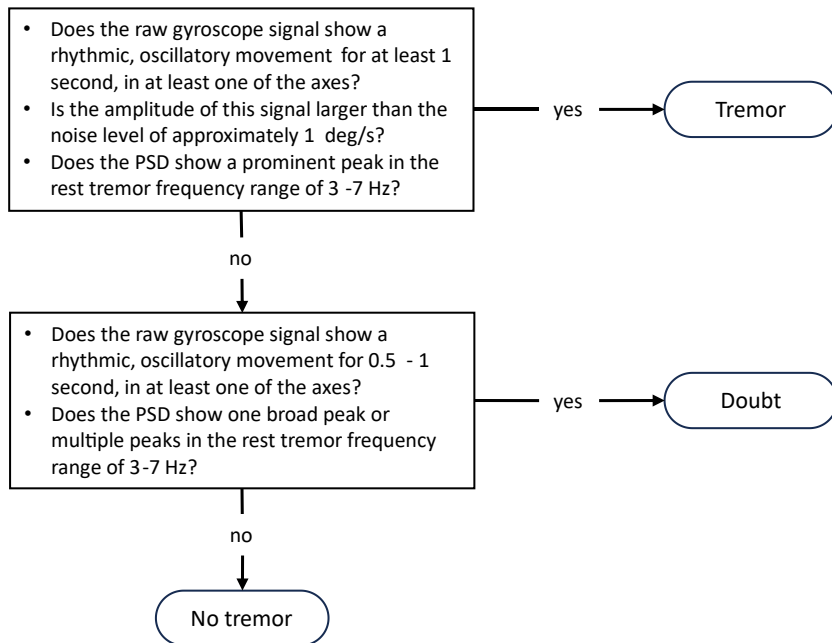 • Does the raw gyroscope signal show a
rhythmic, oscillatory movement for at least 1
second, in at least one of the axes?
• Is the amplitude of this signal larger than the
noise level of approximately 1 deg/s?
• Does the PSD show a prominent peak in the
rest tremor frequency range of 3 -7 Hz?
yes
Tremor
no
• Does the raw gyroscope signal show a
rhythmic, oscillatory movement for 0.5 - 1
second, in at least one of the axes?
• Does the PSD show one broad peak or
multiple peaks in the rest tremor frequency
range of 3-7 Hz?
yes
Doubt
no
No tremor